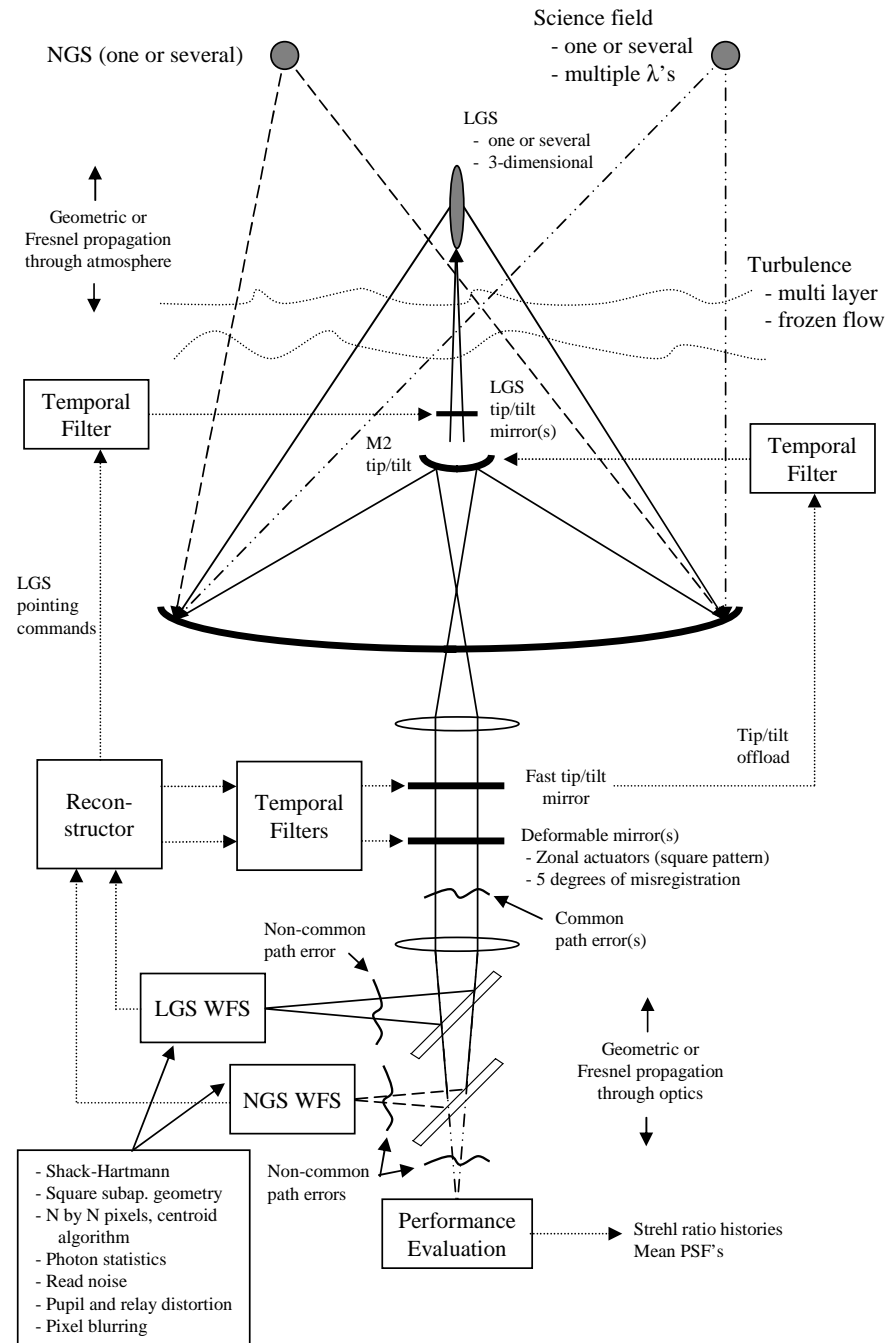 Science field
- one or several
- multiple λ's
NGS (one or several)
LGS
- one or several
- 3-dimensional
Geometric or
Fresnel propagation
through atmosphere
Turbulence
- multi layer
- frozen flow
Temporal
Filter
LGS
tip/tilt
mirror(s)
M2
tip/tilt
Temporal
Filter
LGS
pointing
commands
Tip/tilt
offload
Recon-
structor
Temporal
Filters
Fast tip/tilt
mirror
Deformable mirror(s)
- Zonal actuators (square pattern)
- 5 degrees of misregistration
Common
path error(s)
Non-common
path error
LGS WFS
Geometric or
Fresnel propagation
through optics
NGS WFS
Non-common
path errors
- Shack-Hartmann
- Square subap. geometry
- N by N pixels, centroid
algorithm
- Photon statistics
- Read noise
- Pupil and relay distortion
- Pixel blurring
Performance
Evaluation
Strehl ratio histories
Mean PSF's